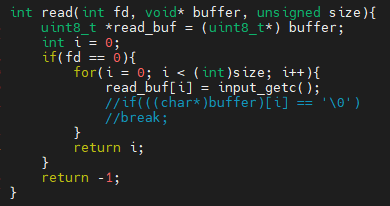 int read(int fd, void* buffer, unsigned size){
    uint8_t *read_buf = (uint8_t*) buffer;
    int i = 0;
    if(fd == 0){
        for(i = 0; i < (int)size; i++){
            read_buf[i] = input_getc();
            //if(((char*)buffer)[i] == '\0')
            //break;
        }
        return i;
    }
    return -1;
}